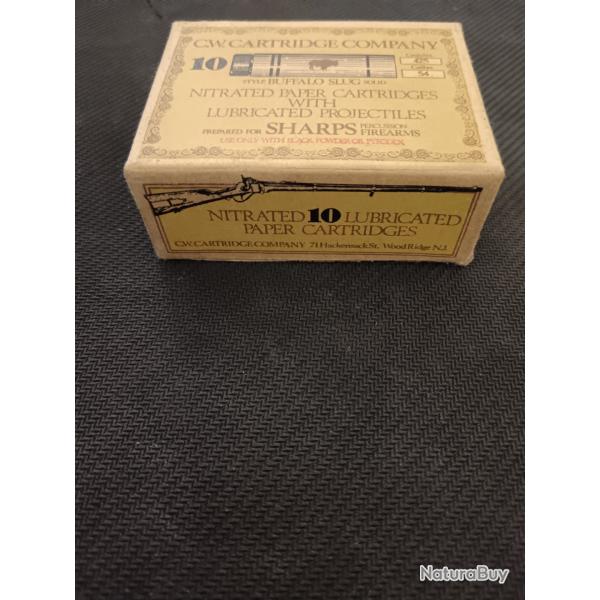 C.W. CARTRIDGE COMPANY
10
425
STYLE BUFFALO SLUG SOLID
54
NITRATED PAPER CARTRIDGES
WITH
LUBRICATED PROJECTILES
PREPARED FOR SHARPS PERCUSSION FIREARMS
USE ONLY WITH BLACK POWDER OR PYRODEX
NITRATED 10 LUBRICATED
PAPER CARTRIDGES
C.W. CARTRIDGE COMPANY 71 Hackensack St. Wood Ridge N.J.
NaturaBuy